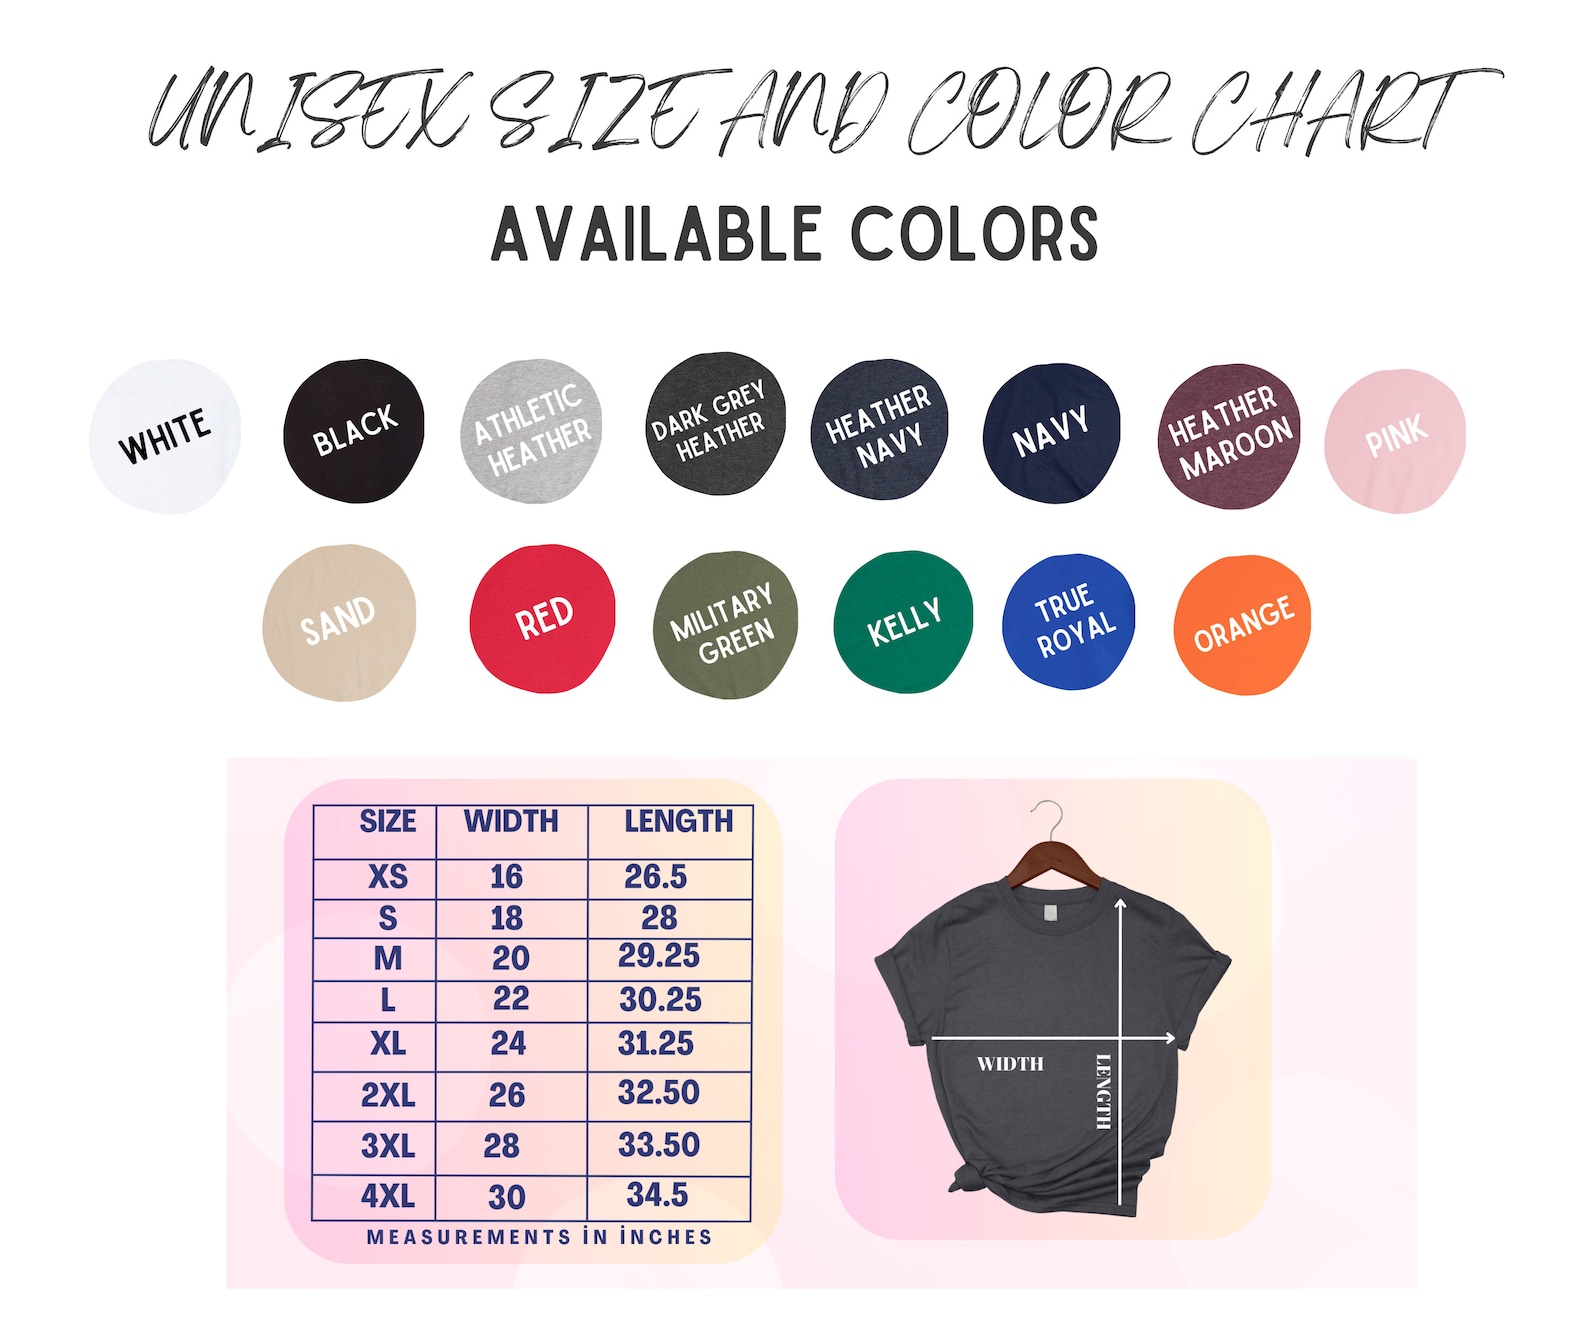 UNISEX SIZE AND COLOR CHART
AVAILABLE COLORS
WHITE
BLACK
ATHLETIC
HEATHER
DARK GREY
HEATHER
HEATHER
NAVY
NAVY
HEATHER
MAROON
PINK
SAND
RED
MILITARY
GREEN
KELLY
TRUE
ROYAL
ORANGE
SIZE WIDTH LENGTH
XS 16 26.5
S 18 28
M 20 29.25
L 22 30.25
XL 24 31.25
2XL 26 32.50
3XL 28 33.50
4XL 30 34.5
MEASUREMENTS İN İNCHES
WIDTH
LENGTH